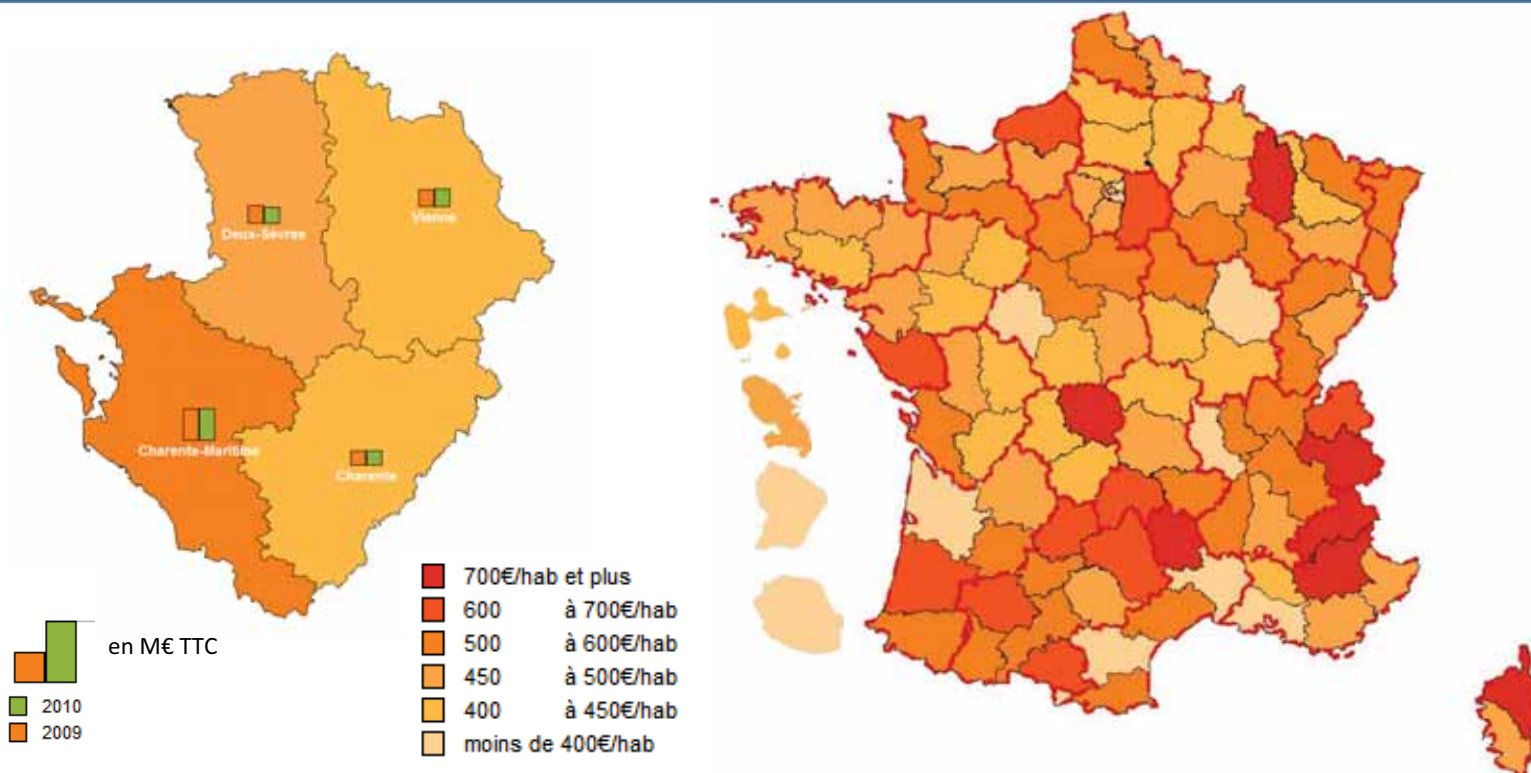 Deux-Sèvres
Vienne
Charente-Maritime
Charente
en M€ TTC
2010
2009
700€/hab et plus
600 à 700€/hab
500 à 600€/hab
450 à 500€/hab
400 à 450€/hab
moins de 400€/hab